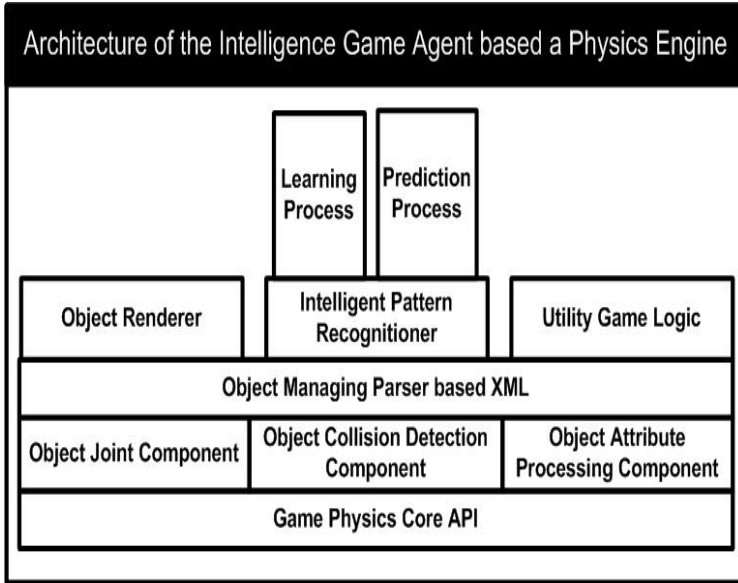 Architecture of the Intelligence Game Agent based a Physics Engine
Learning
Process
Prediction
Process
Object Renderer
Intelligent Pattern
Recognitioner
Utility Game Logic
Object Managing Parser based XML
Object Joint Component
Object Collision Detection
Component
Object Attribute
Processing Component
Game Physics Core API